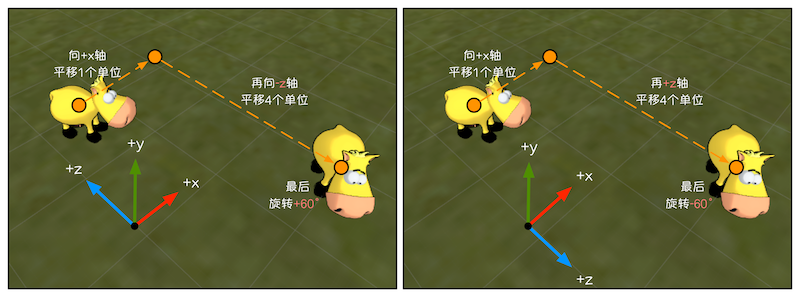 向+x轴
平移1个单位
再向-z轴
平移4个单位
+y
+z
+x
最后
旋转+60°
向+x轴
平移1个单位
再+z轴
平移4个单位
+y
+x
最后
旋转-60°
+z